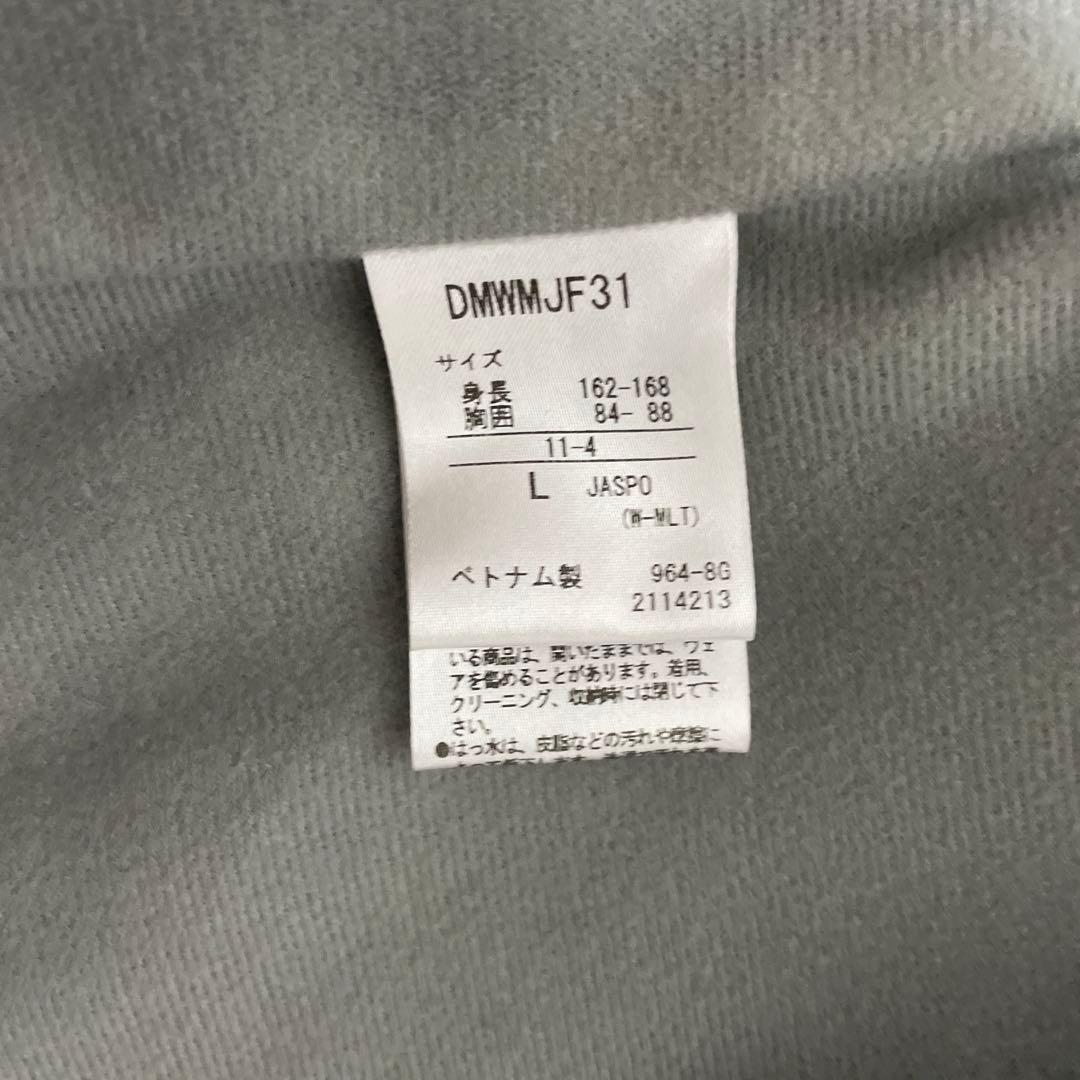 DMWMJF31
サイズ
身長 162-168
胸囲 84- 88
11-4
L JASPO
(W-MLT)
ベトナム製 964-8G
2114213
いる商品は、開いたままでは、ウェ
アを傷めることがあります。着用、
クリーニング、収納時には閉じて下
さい。
●はっ水は、皮脂などの汚れや摩擦に